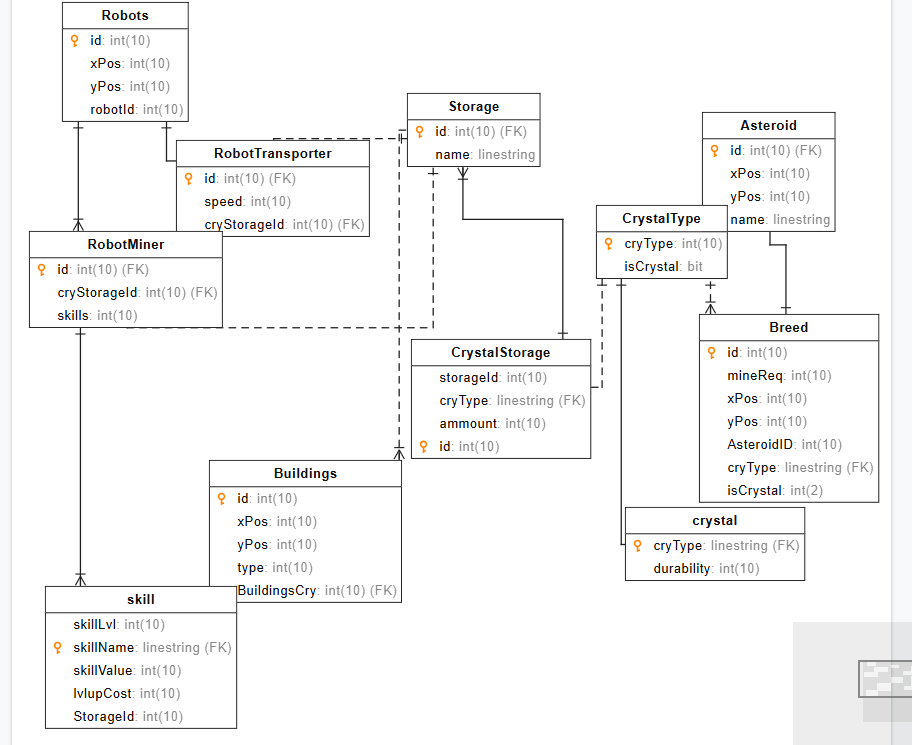 Robots
id: int(10)
xPos: int(10)
yPos: int(10)
robotId: int(10)
RobotTransporter
id: int(10) (FK)
speed: int(10)
cryStorageId: int(10) (FK)
RobotMiner
id: int(10) (FK)
cryStorageId: int(10) (FK)
skills: int(10)
Storage
id: int(10) (FK)
name: linestring
Asteroid
id: int(10) (FK)
xPos: int(10)
yPos: int(10)
name: linestring
CrystalType
cryType: int(10)
isCrystal: bit
CrystalStorage
storageId: int(10)
cryType: linestring (FK)
ammount: int(10)
id: int(10)
Breed
id: int(10)
mineReq: int(10)
xPos: int(10)
yPos: int(10)
AsteroidID: int(10)
cryType: linestring (FK)
isCrystal: int(2)
Buildings
id: int(10)
xPos: int(10)
yPos: int(10)
type: int(10)
BuildingsCry: int(10) (FK)
crystal
cryType: linestring (FK)
durability: int(10)
skill
skillLvl: int(10)
skillName: linestring (FK)
skillValue: int(10)
lvlupCost: int(10)
StorageId: int(10)